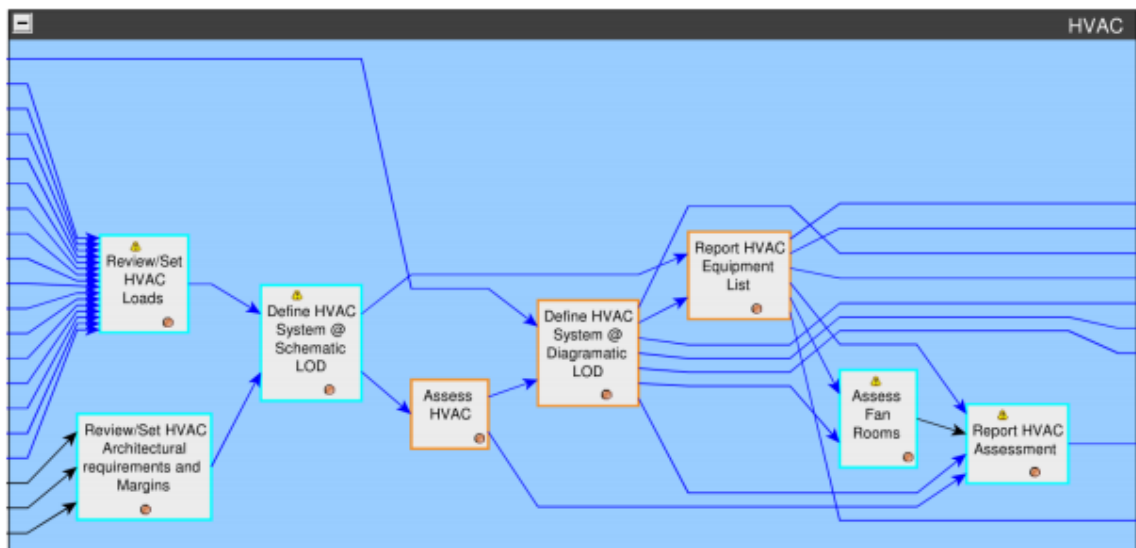 HVAC
Review/Set
HVAC
Loads
Define HVAC
System @
Schematic
LOD
Review/Set HVAC
Architectural
requirements and
Margins
Assess
HVAC
Define HVAC
System @
Diagramatic
LOD
Report HVAC
Equipment
List
Assess
Fan
Rooms
Report HVAC
Assessment